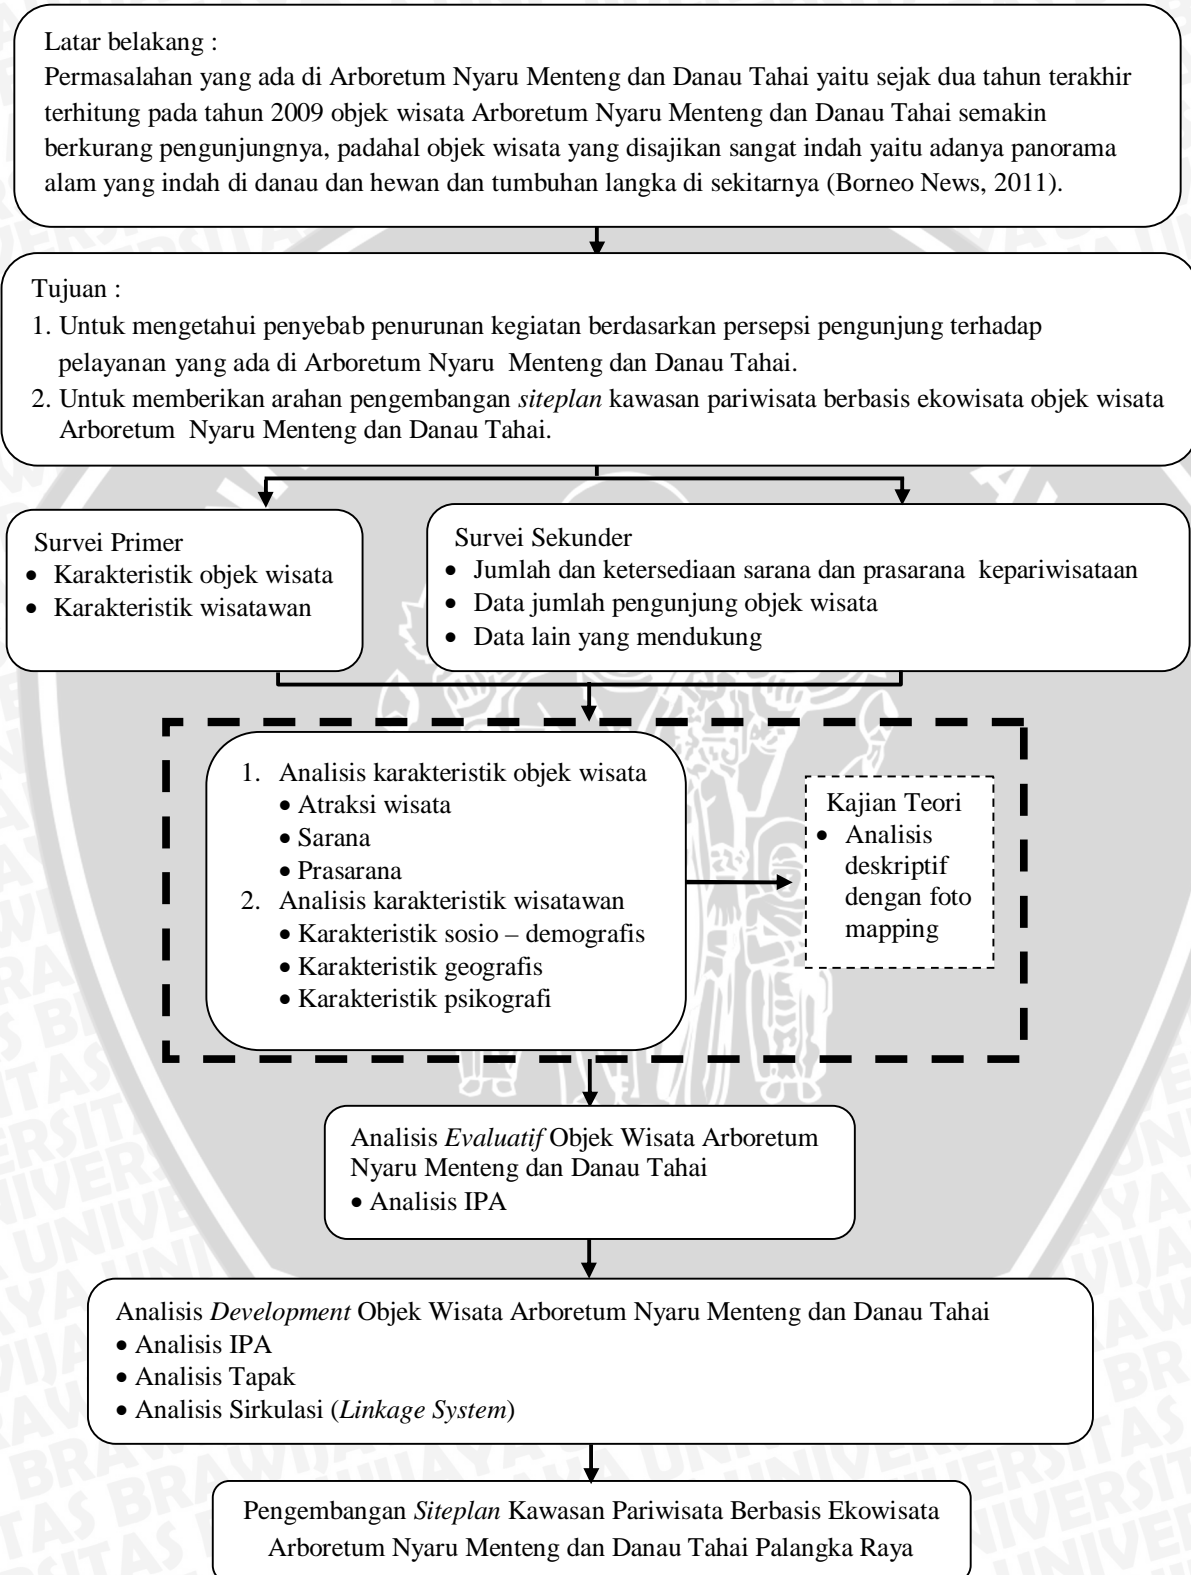 Latar belakang :
Permasalahan yang ada di Arboretum Nyaru Menteng dan Danau Tahai yaitu sejak dua tahun terakhir
terhitung pada tahun 2009 objek wisata Arboretum Nyaru Menteng dan Danau Tahai semakin
berkurang pengunjungnya, padahal objek wisata yang disajikan sangat indah yaitu adanya panorama
alam yang indah di danau dan hewan dan tumbuhan langka di sekitarnya (Borneo News, 2011).
Tujuan :
1. Untuk mengetahui penyebab penurunan kegiatan berdasarkan persepsi pengunjung terhadap
pelayanan yang ada di Arboretum Nyaru Menteng dan Danau Tahai.
2. Untuk memberikan arahan pengembangan siteplan kawasan pariwisata berbasis ekowisata objek wisata
Arboretum Nyaru Menteng dan Danau Tahai.
Survei Primer
• Karakteristik objek wisata
• Karakteristik wisatawan
Survei Sekunder
• Jumlah dan ketersediaan sarana dan prasarana kepariwisataan
• Data jumlah pengunjung objek wisata
• Data lain yang mendukung
1. Analisis karakteristik objek wisata
• Atraksi wisata
• Sarana
• Prasarana
2. Analisis karakteristik wisatawan
• Karakteristik sosio – demografis
• Karakteristik geografis
• Karakteristik psikografi
Kajian Teori
• Analisis
deskriptif
dengan foto
mapping
Analisis Evaluatif Objek Wisata Arboretum
Nyaru Menteng dan Danau Tahai
• Analisis IPA
Analisis Development Objek Wisata Arboretum Nyaru Menteng dan Danau Tahai
• Analisis IPA
• Analisis Tapak
• Analisis Sirkulasi (Linkage System)
Pengembangan Siteplan Kawasan Pariwisata Berbasis Ekowisata
Arboretum Nyaru Menteng dan Danau Tahai Palangka Raya